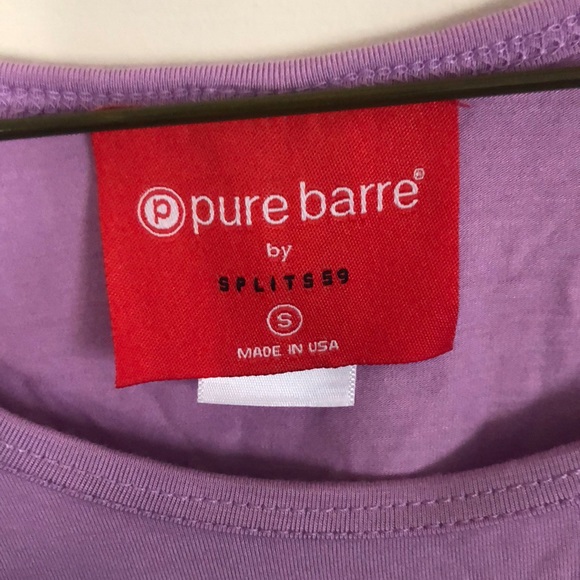 p pure barre®
by
SPLITS59
S
MADE IN USA